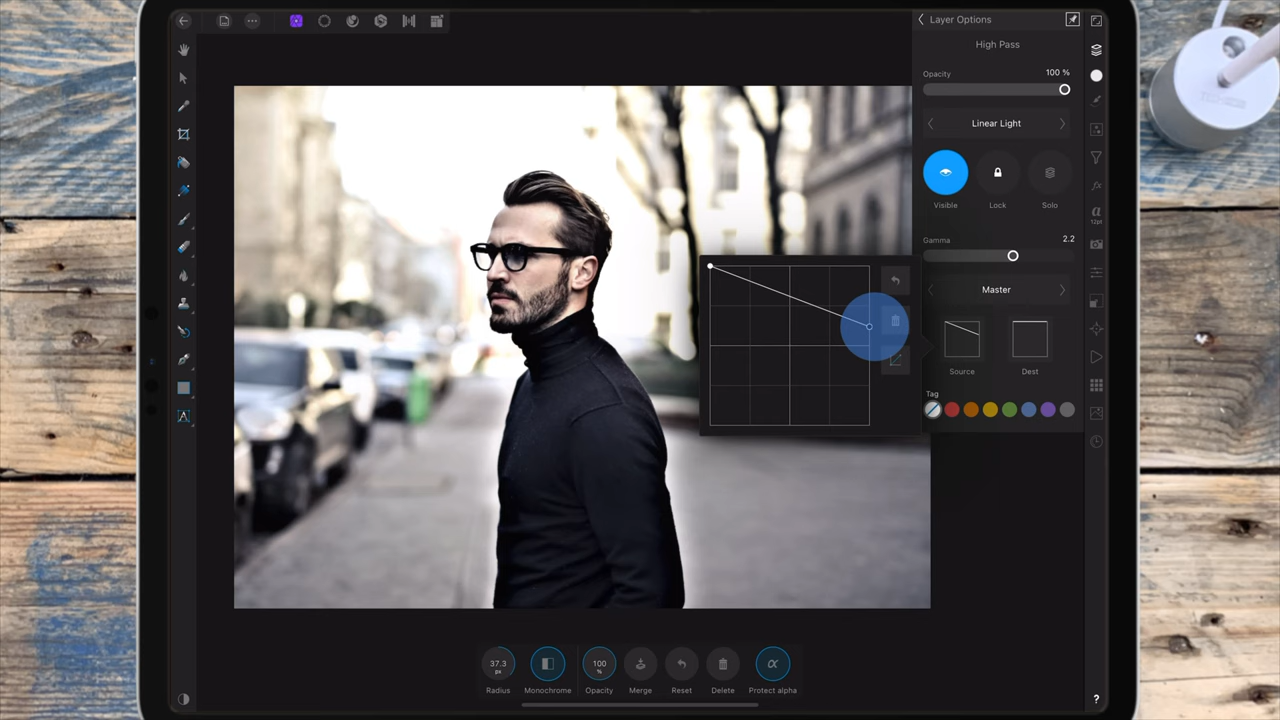 Layer Options
High Pass
Opacity
100 %
Linear Light
Visible
Lock
Solo
Gamma
2.2
Master
Source
Dest
Tag
a
12pt
A
37.3
px
100
%
α
Radius
Monochrome
Opacity
Merge
Reset
Delete
Protect alpha
?